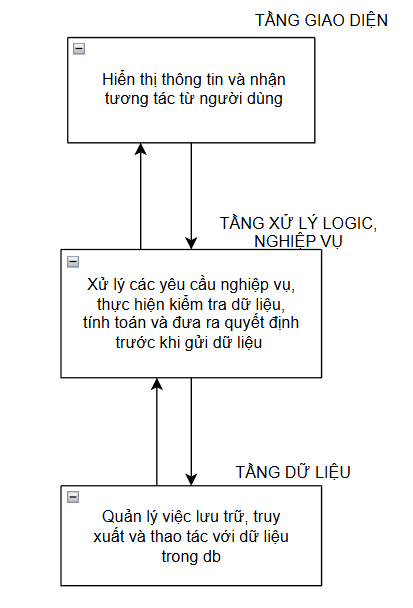 TẦNG GIAO DIỆN
Hiển thị thông tin và nhận
tương tác từ người dùng
TẦNG XỬ LÝ LOGIC,
NGHIỆP VỤ
Xử lý các yêu cầu nghiệp vụ,
thực hiện kiểm tra dữ liệu,
tính toán và đưa ra quyết định
trước khi gửi dữ liệu
TẦNG DỮ LIỆU
Quản lý việc lưu trữ, truy
xuất và thao tác với dữ liệu
trong db